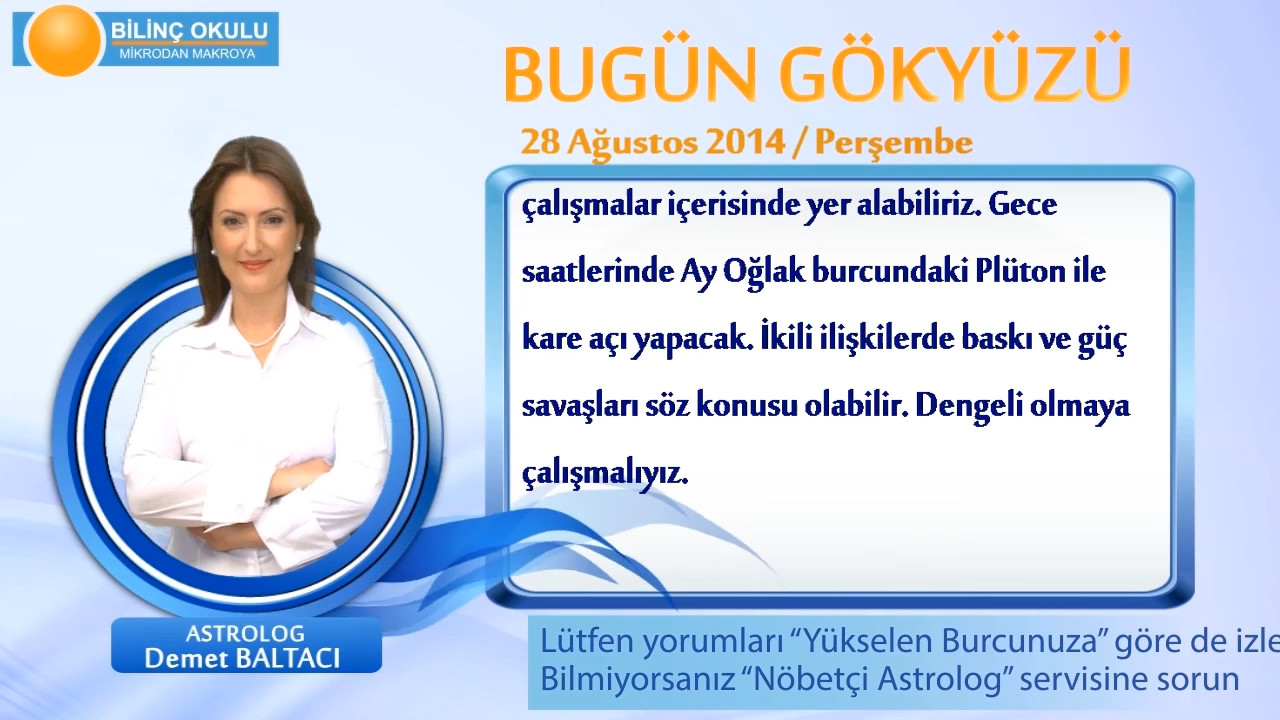 BİLİNÇ OKULU
MİKRODAN MAKROYA
BUGÜN GÖKYÜZÜ
28 Ağustos 2014 / Perşembe
çalışmalar içerisinde yer alabiliriz. Gece
saatlerinde Ay Oğlak burcundaki Plüton ile
kare açı yapacak. İkili ilişkilerde baskı ve güç
savaşları söz konusu olabilir. Dengeli olmaya
çalışmalıyız.
ASTROLOG
Demet BALTACI
Lütfen yorumları “Yükselen Burcunuza” göre de izle
Bilmiyorsanız “Nöbetçi Astrolog” servisine sorun